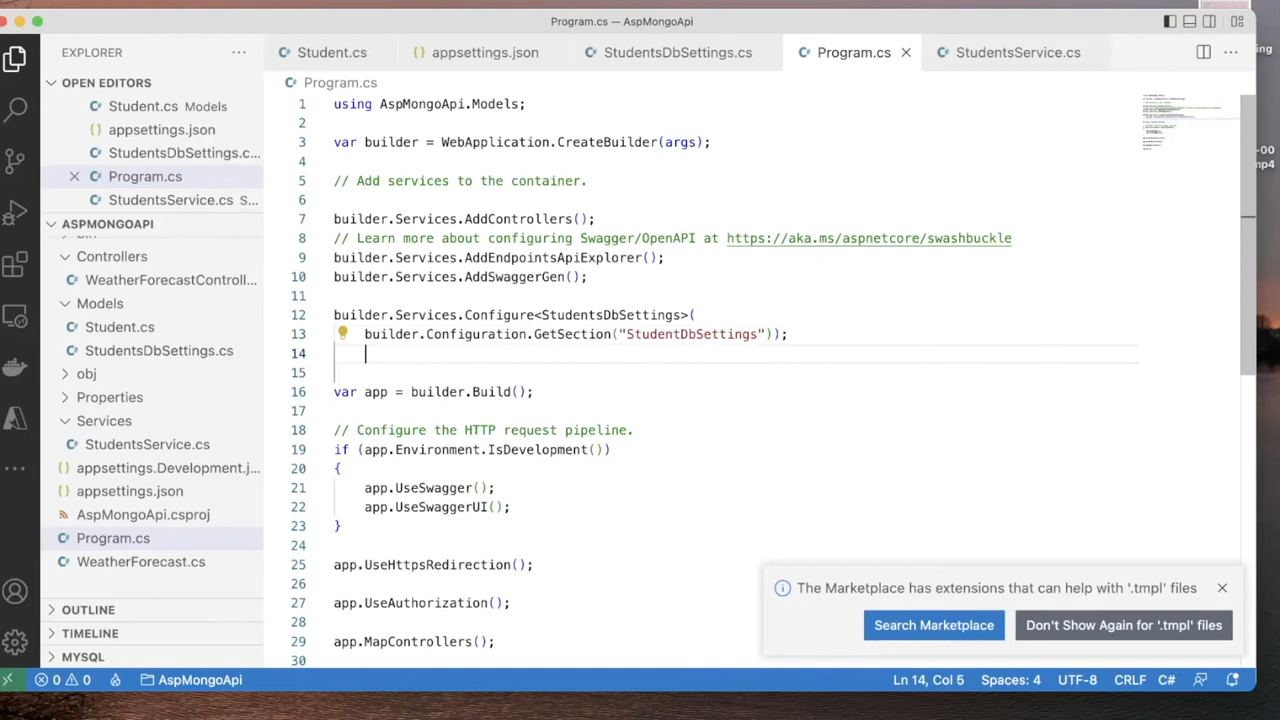 Program.cs — AspMongoApi
ing
EXPLORER
Student.cs
appsettings.json
StudentsDbSettings.cs
Program.cs
StudentsService.cs
OPEN EDITORS
Student.cs Models
appsettings.json
StudentsDbSettings.c...
Program.cs
StudentsService.cs S...
ASPMONGOAPI
Controllers
WeatherForecastControll...
Models
Student.cs
StudentsDbSettings.cs
obj
Properties
Services
StudentsService.cs
appsettings.Development.j...
appsettings.json
AspMongoApi.csproj
Program.cs
WeatherForecast.cs
OUTLINE
TIMELINE
MYSQL
Program.cs
1 using AspMongoApi.Models;
2
3 var builder = WebApplication.CreateBuilder(args);
4
5 // Add services to the container.
6
7 builder.Services.AddControllers();
8 // Learn more about configuring Swagger/OpenAPI at https://aka.ms/aspnetcore/swashbuckle
9 builder.Services.AddEndpointsApiExplorer();
10 builder.Services.AddSwaggerGen();
11
12 builder.Services.Configure<StudentsDbSettings>(
13 builder.Configuration.GetSection("StudentDbSettings"));
14
15
16 var app = builder.Build();
17
18 // Configure the HTTP request pipeline.
19 if (app.Environment.IsDevelopment())
20 {
21 app.UseSwagger();
22 app.UseSwaggerUI();
23 }
24
25 app.UseHttpsRedirection();
26
27 app.UseAuthorization();
28
29 app.MapControllers();
30
-00
mp4
The Marketplace has extensions that can help with '.tmpl' files
Search Marketplace
Don't Show Again for '.tmpl' files
0 0
AspMongoApi
Ln 14, Col 5
Spaces: 4
UTF-8
CRLF
C#